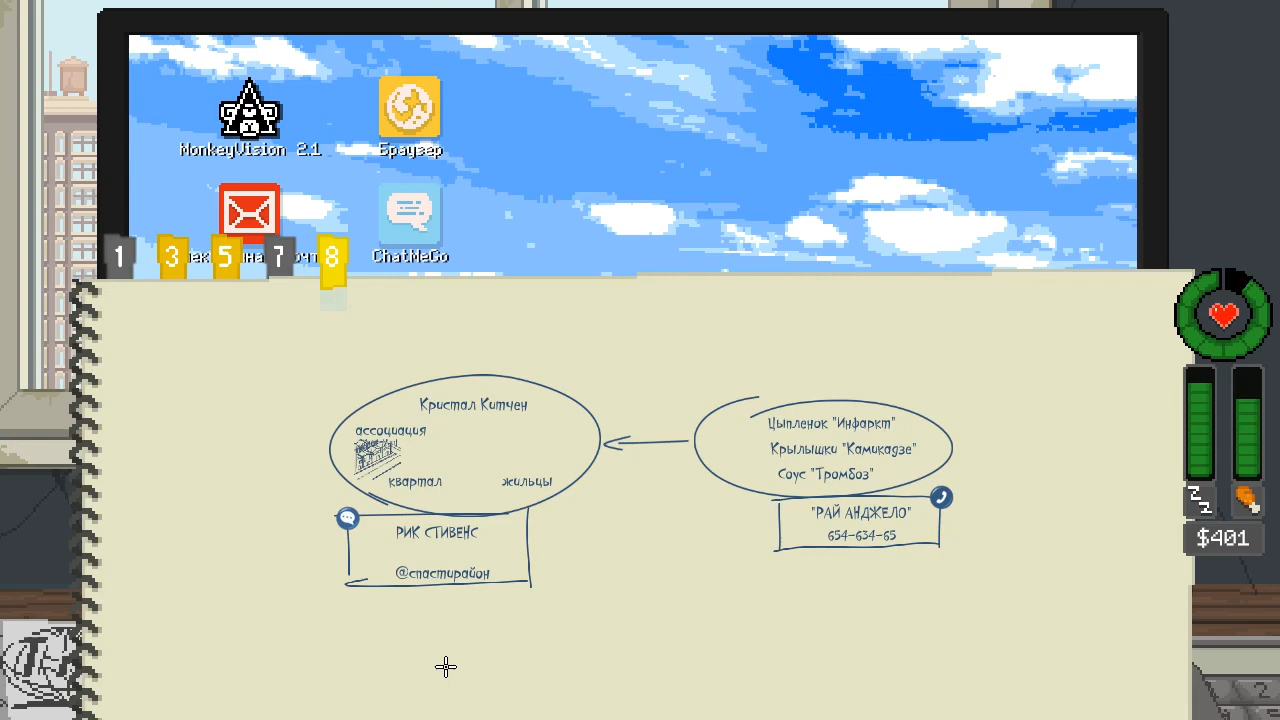 MonkeyVision 2.1
Браузер
ChatMeGo
1 3 5 7 8
Кристал Китчен
ассоциация
квартал
жильцы
РИК СТИВЕНС
@спастирайон
Цыпленок "Инфаркт"
Крылышки "Камикадзе"
Соус "Тромбоз"
"РАЙ АНДЖЕЛО"
654-634-65
$401
2